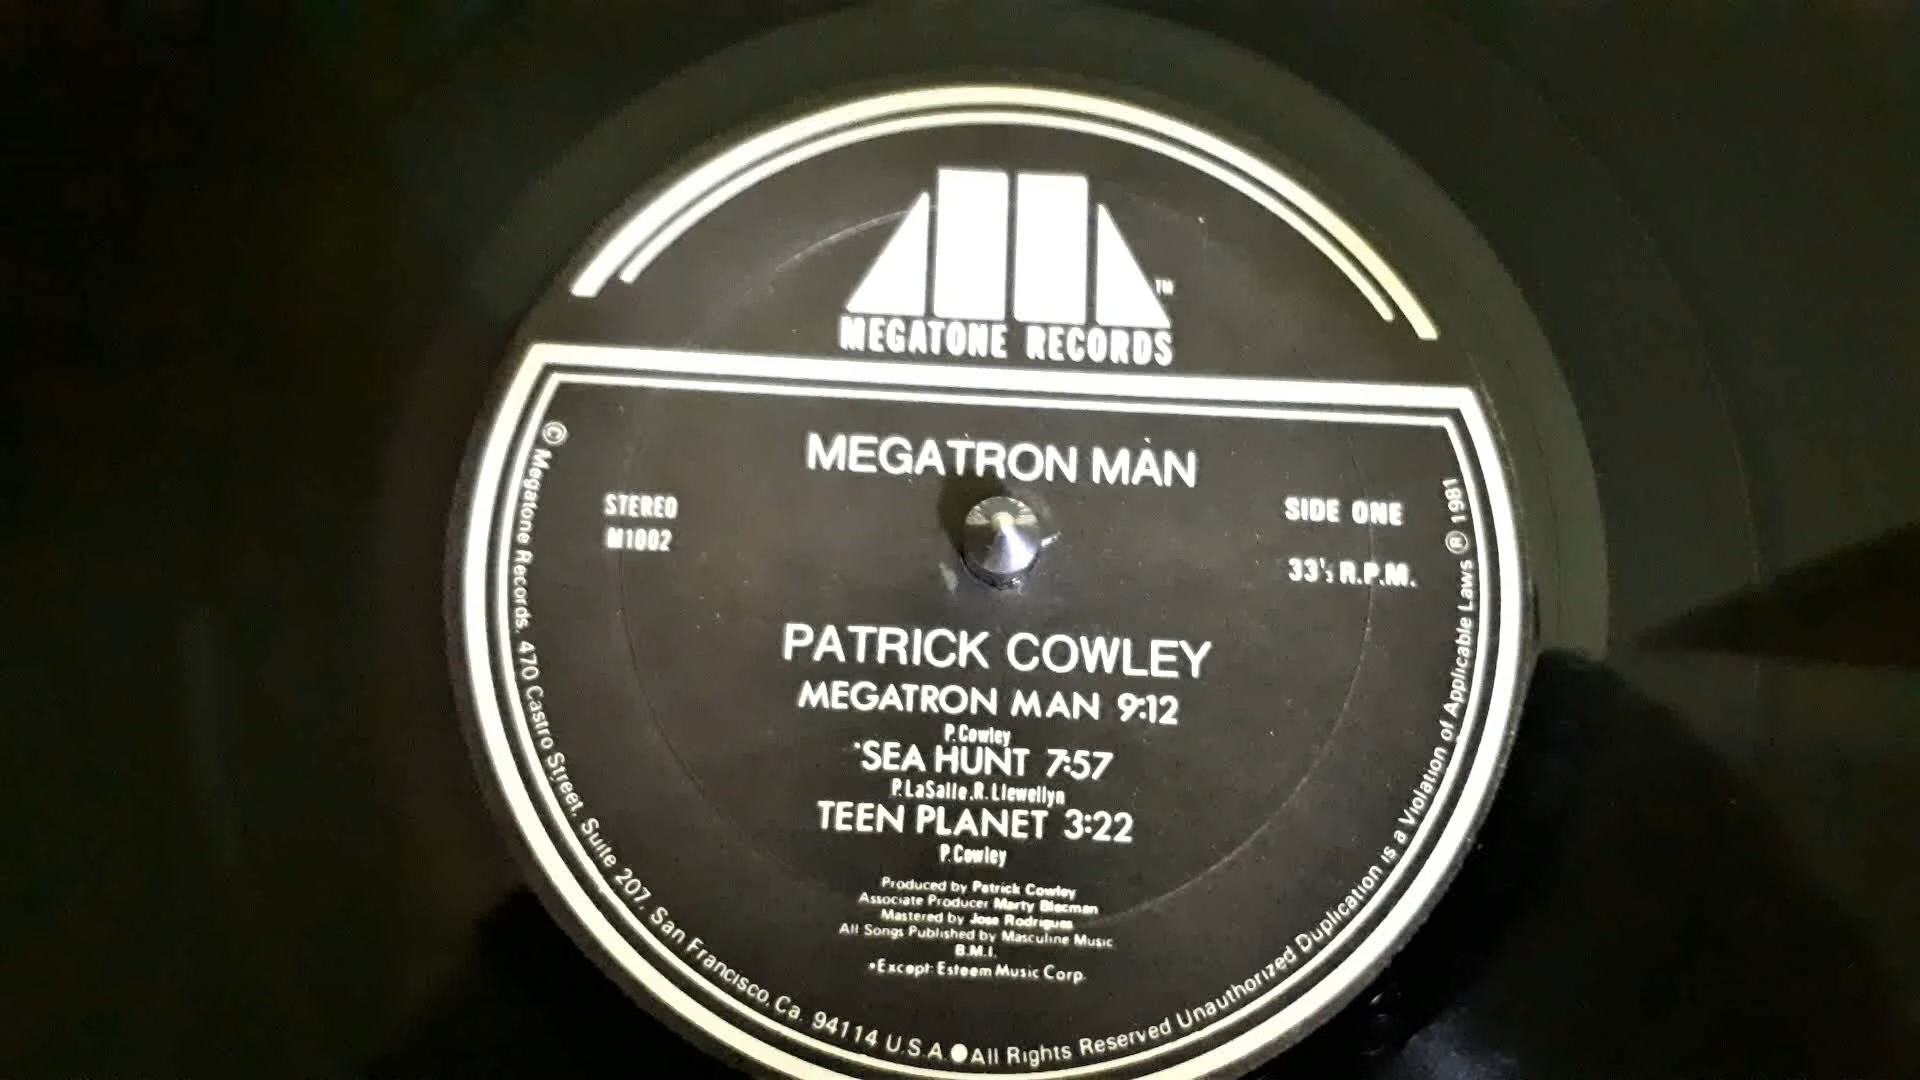 ™
MEGATONE RECORDS
MEGATRON MAN
STEREO
M1002
SIDE ONE
33⅓ R.P.M.
PATRICK COWLEY
MEGATRON MAN 9:12
P.Cowley
*SEA HUNT 7:57
P.LaSalle,R.Llewellyn
TEEN PLANET 3:22
P.Cowley
Produced by Patrick Cowley
Associate Producer Marty Blecman
Mastered by Jose Rodrigues
All Songs Published by Masculine Music
B.M.I.
*Except: Esteem Music Corp.
© Megatone Records, 470 Castro Street, Suite 207, San Francisco, Ca. 94114 U.S.A. ● All Rights Reserved Unauthorized Duplication is a Violation of Applicable Laws ® 1981